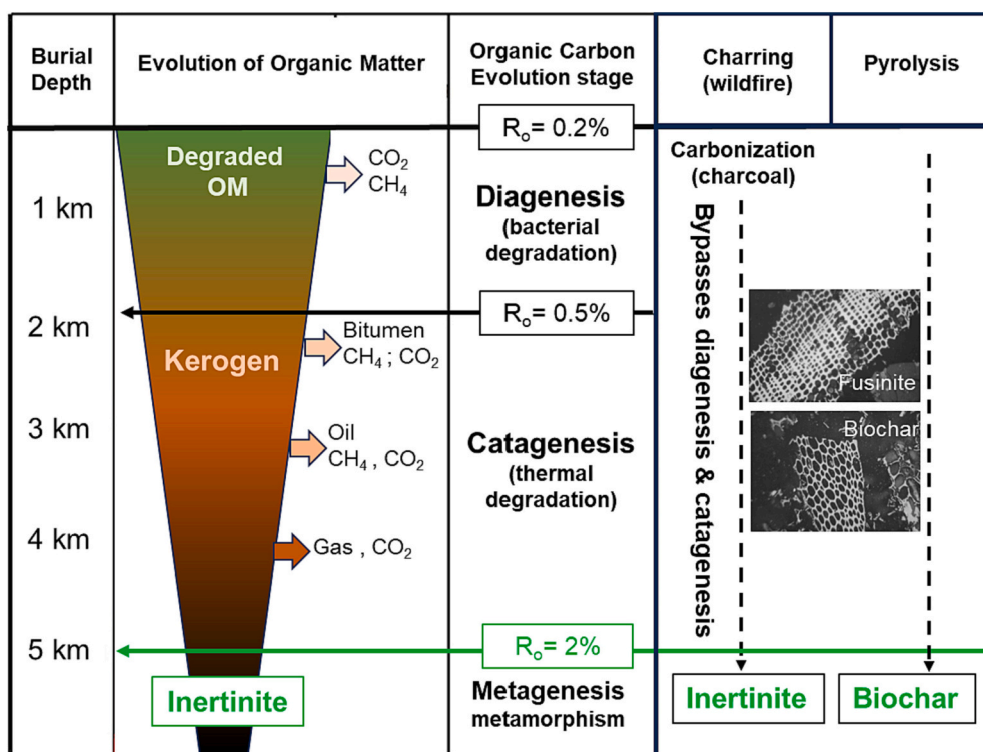 Burial
Depth
Evolution of Organic Matter
Organic Carbon
Evolution stage
Charring
(wildfire)
Pyrolysis
Rₒ= 0.2%
Degraded
OM
CO₂
CH₄
1 km
Diagenesis
(bacterial
degradation)
Carbonization
(charcoal)
Bypasses diagenesis & catagenesis
Rₒ= 0.5%
2 km
Kerogen
Bitumen
CH₄ ; CO₂
Fusinite
Biochar
3 km
Oil
CH₄ , CO₂
Catagenesis
(thermal
degradation)
4 km
Gas , CO₂
5 km
Rₒ= 2%
Inertinite
Metagenesis
metamorphism
Inertinite
Biochar